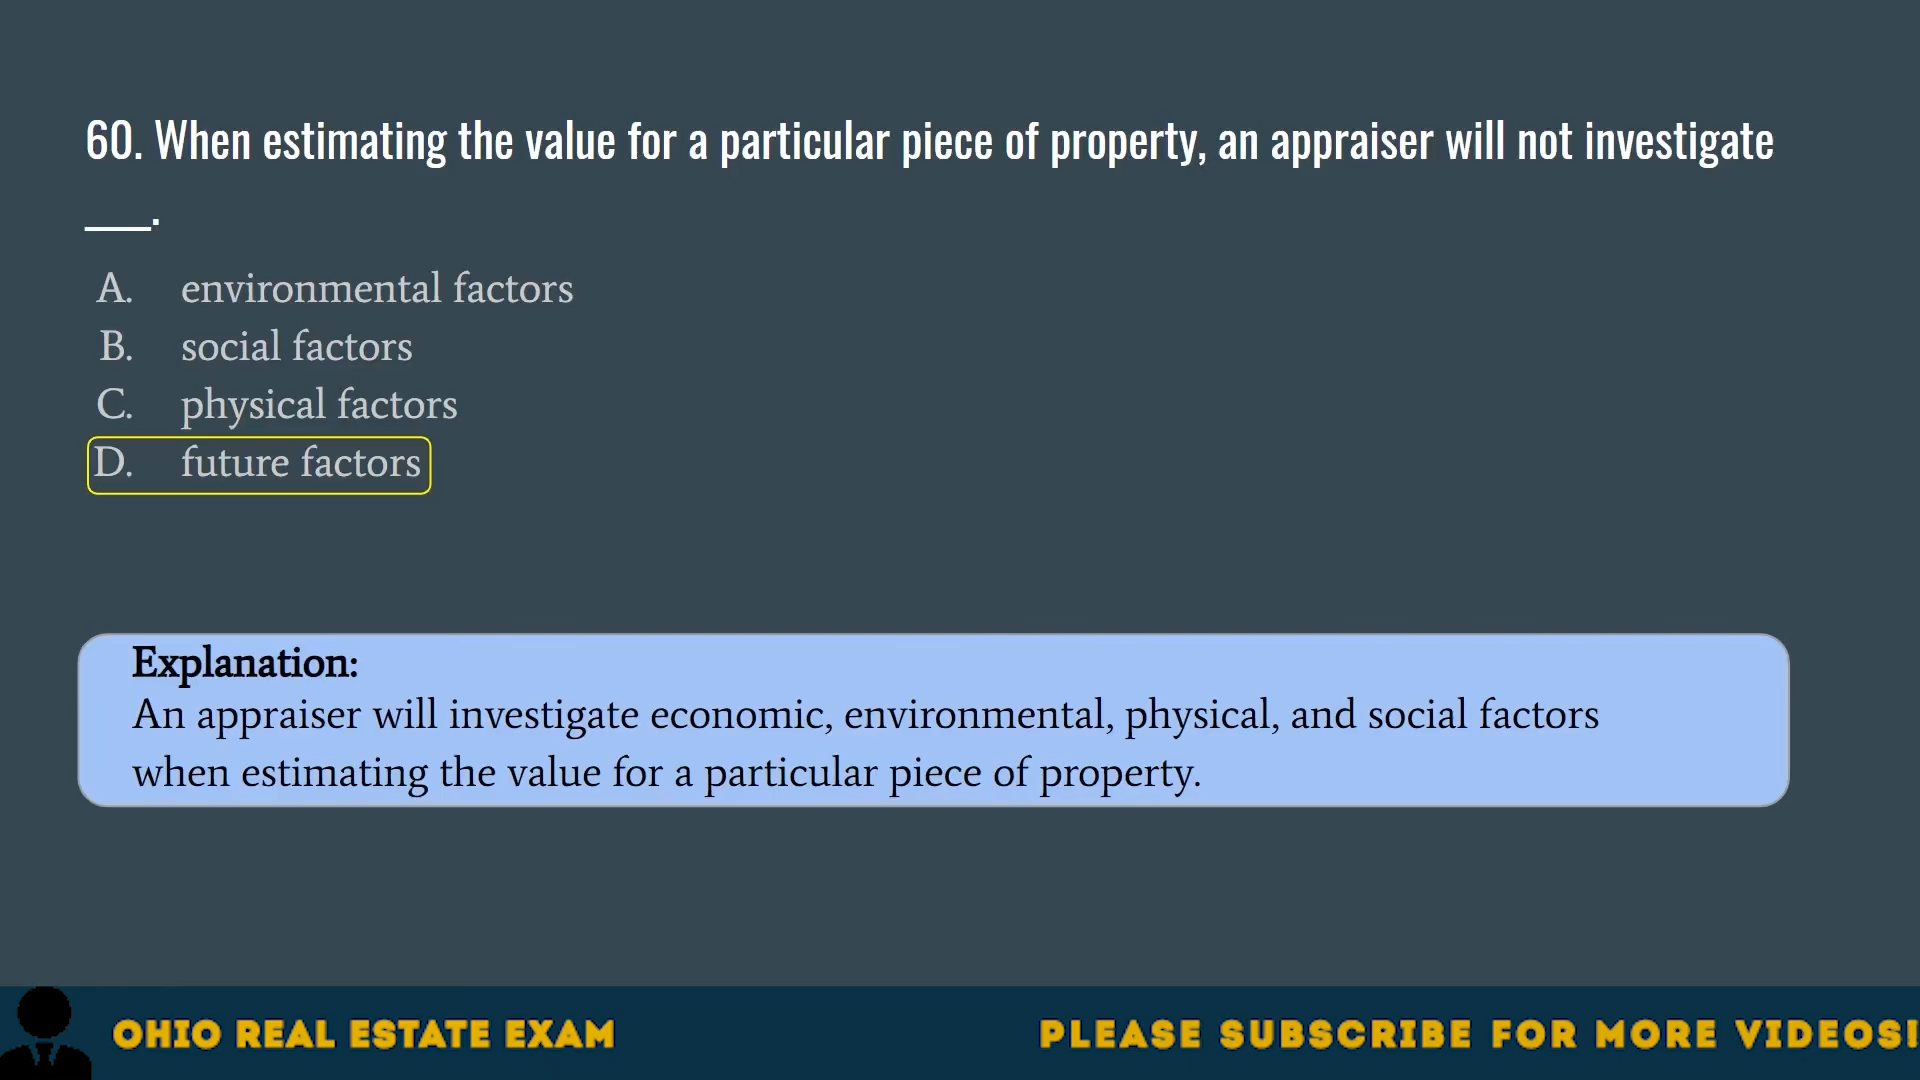 60. When estimating the value for a particular piece of property, an appraiser will not investigate
___.
A. environmental factors
B. social factors
C. physical factors
D. future factors
Explanation:
An appraiser will investigate economic, environmental, physical, and social factors
when estimating the value for a particular piece of property.
OHIO REAL ESTATE EXAM
PLEASE SUBSCRIBE FOR MORE VIDEOS!